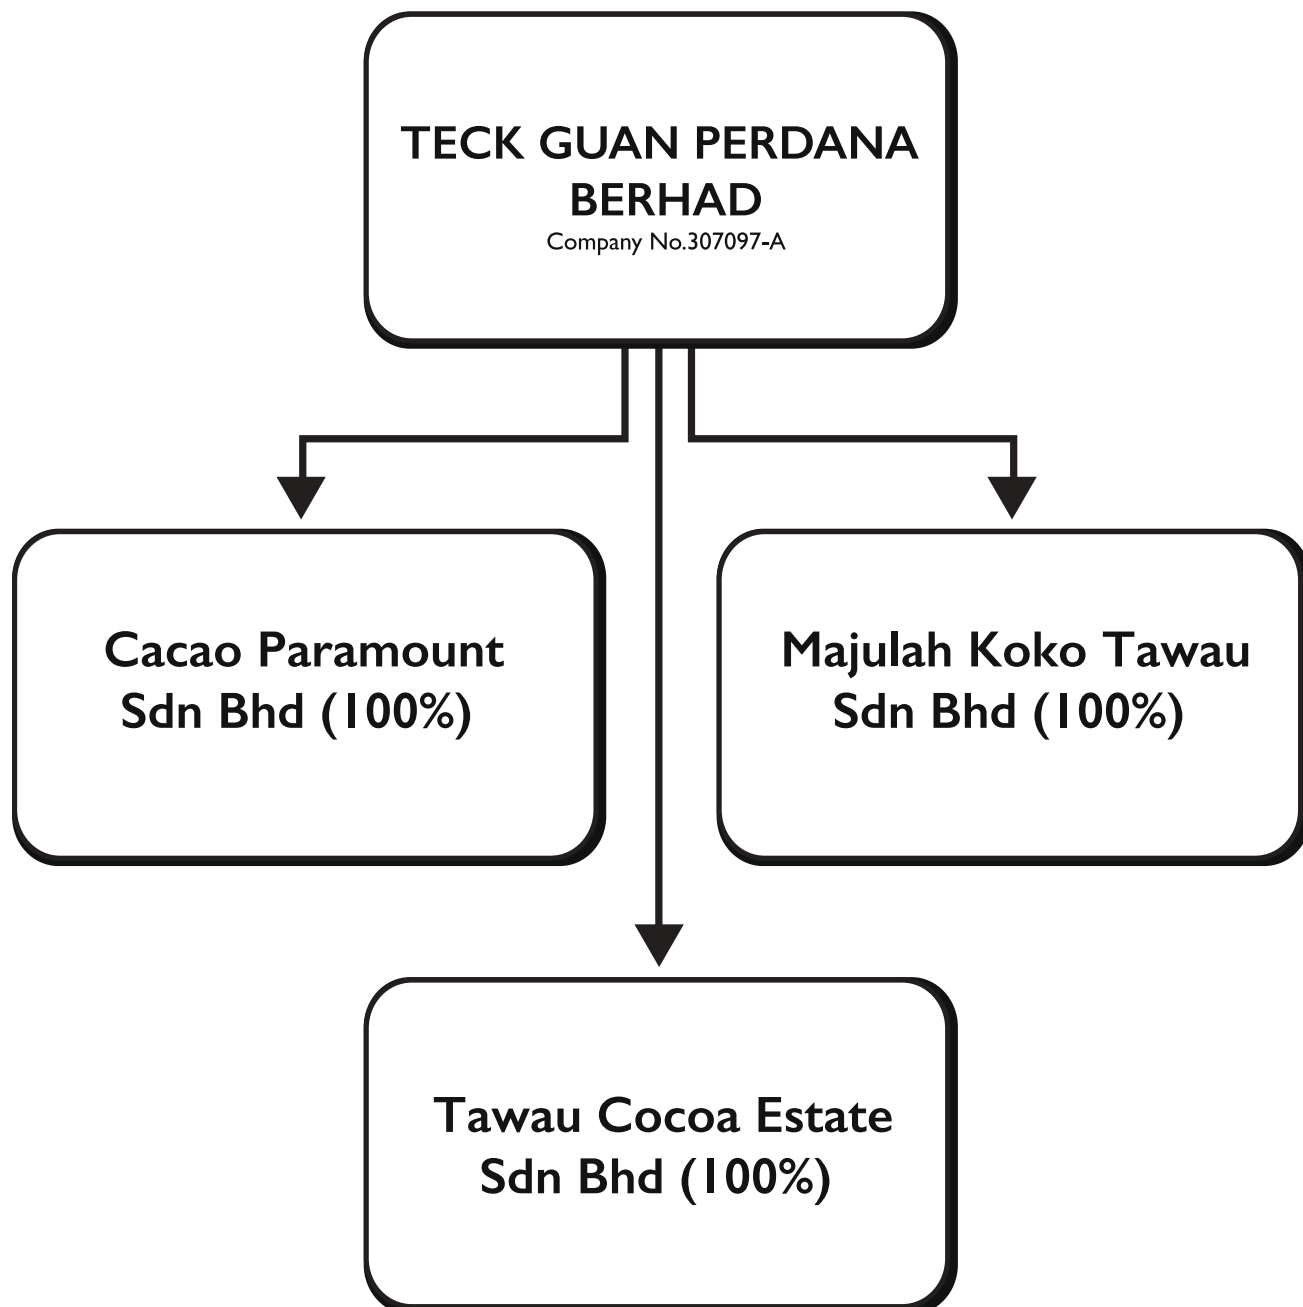 TECK GUAN PERDANA
BERHAD
Company No.307097-A
Cacao Paramount
Sdn Bhd (100%)
Majulah Koko Tawau
Sdn Bhd (100%)
Tawau Cocoa Estate
Sdn Bhd (100%)